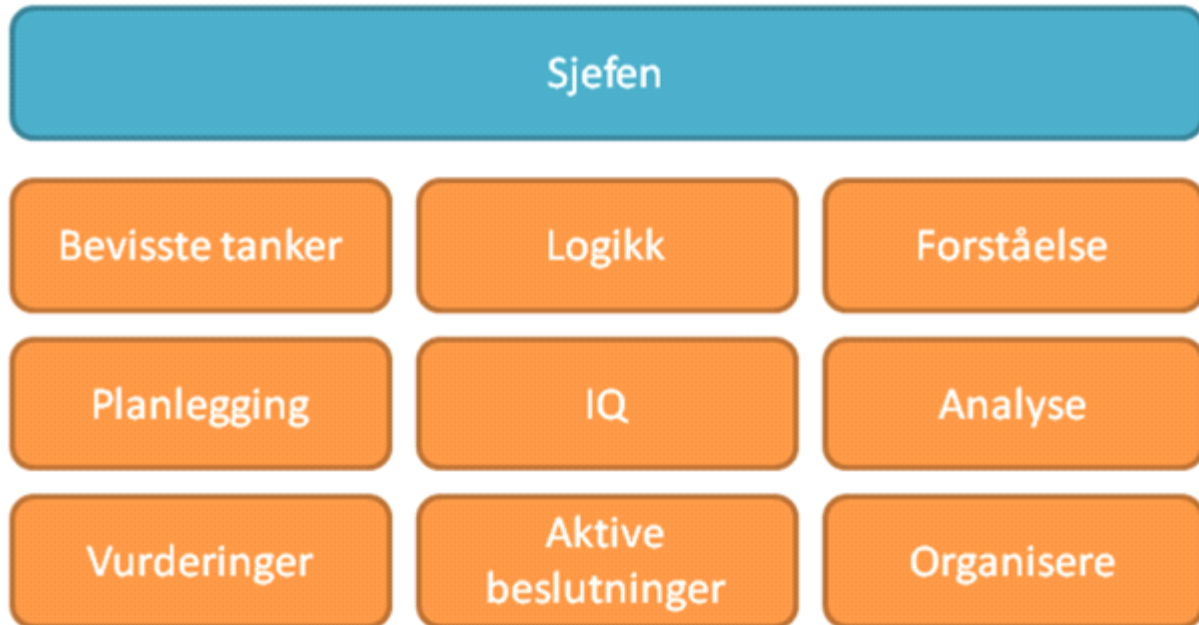 Sjefen
Bevisste tanker
Logikk
Forståelse
Planlegging
IQ
Analyse
Vurderinger
Aktive
beslutninger
Organisere